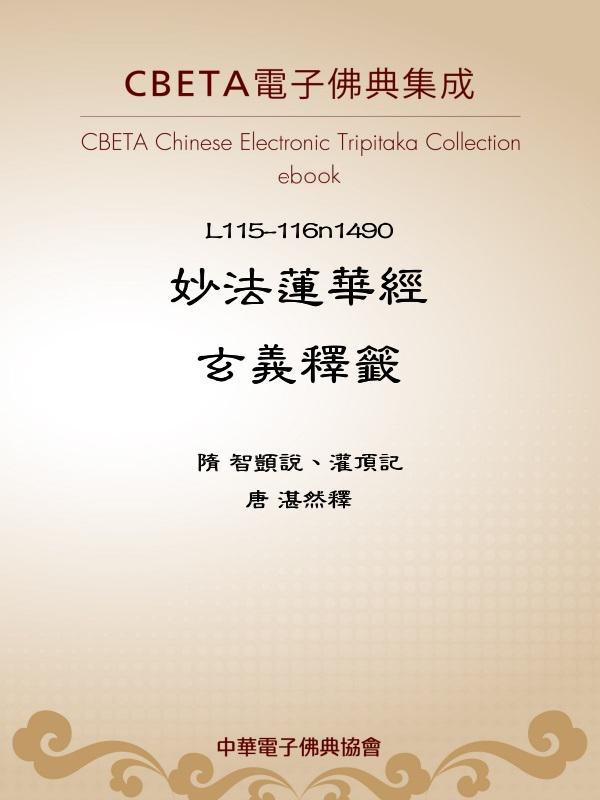 CBETA電子佛典集成
CBETA Chinese Electronic Tripitaka Collection
ebook
L115-116n1490
妙法蓮華經
玄義釋籤
隋 智顗說、灌頂記
唐 湛然釋
中華電子佛典協會